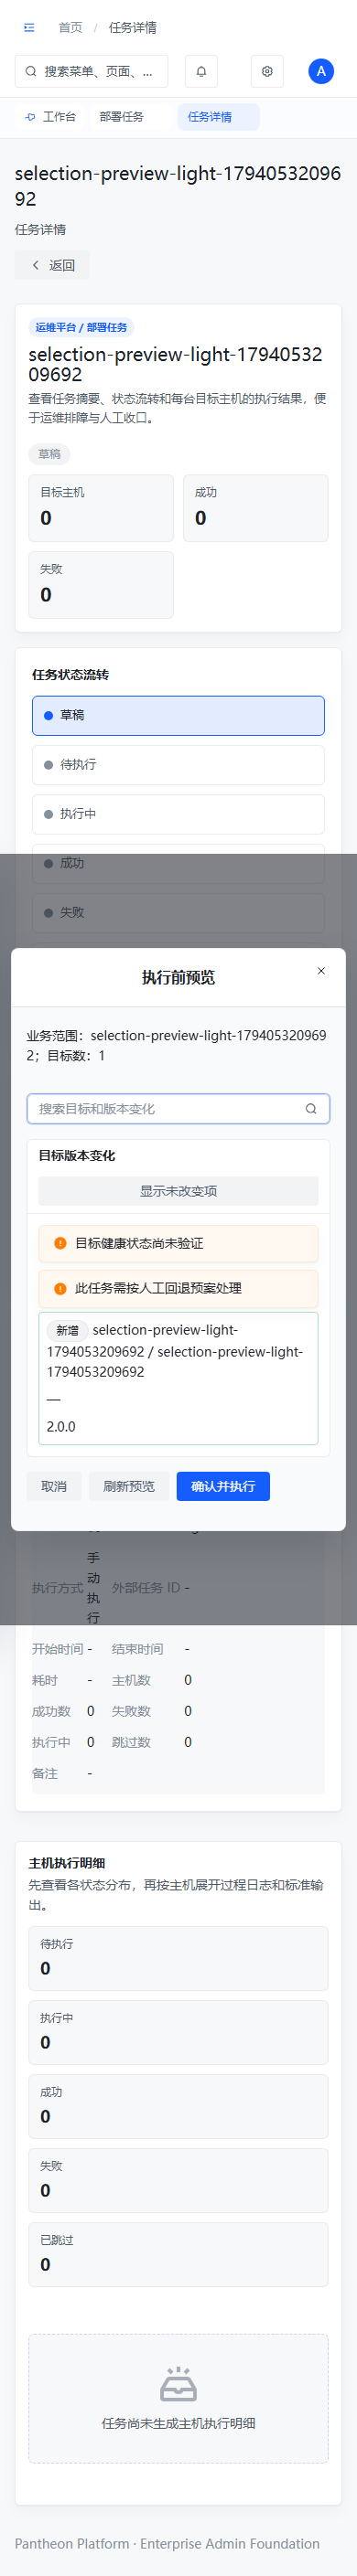 首页 / 任务详情
搜索菜单、页面、...
A
工作台 部署任务 任务详情
selection-preview-light-17940532096
92
任务详情
返回
运维平台 / 部署任务
selection-preview-light-17940532
09692
查看任务摘要、状态流转和每台目标主机的执行结果，便
于运维排障与人工收口。
草稿
目标主机 成功
0 0
失败
0
任务状态流转
草稿
待执行
执行中
成功
失败
执行前预览
业务范围：selection-preview-light-179405320969
2；目标数：1
搜索目标和版本变化
目标版本变化
显示未改变项
目标健康状态尚未验证
此任务需按人工回退预案处理
新增 selection-preview-light-
1794053209692 / selection-preview-light-
1794053209692
—
2.0.0
取消 刷新预览 确认并执行
手
动
执行方式 执 外部任务 ID -
行
开始时间 - 结束时间 -
耗时 - 主机数 0
成功数 0 失败数 0
执行中 0 跳过数 0
备注 -
主机执行明细
先查看各状态分布，再按主机展开过程日志和标准输
出。
待执行
0
执行中
0
成功
0
失败
0
已跳过
0
任务尚未生成主机执行明细
Pantheon Platform · Enterprise Admin Foundation